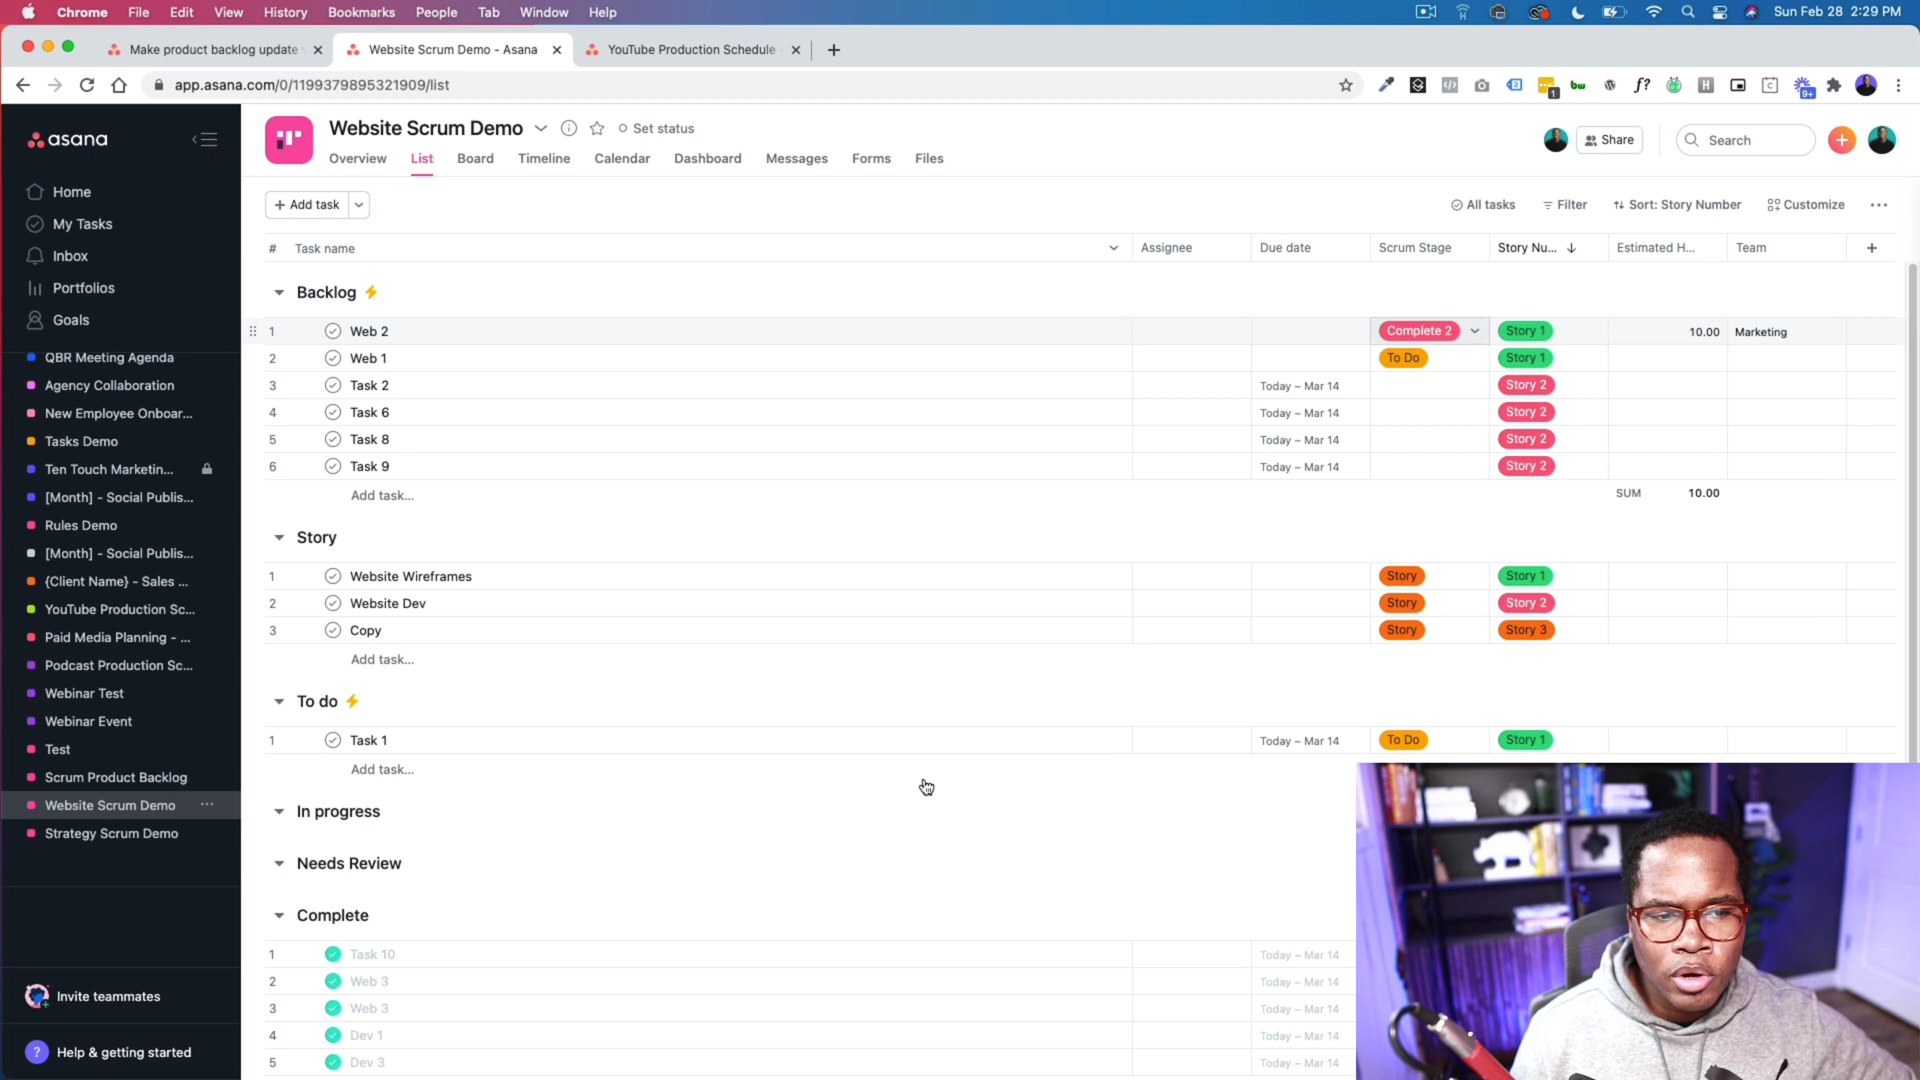 Chrome File Edit View History Bookmarks People Tab Window Help
Sun Feb 28 2:29 PM
Make product backlog update
Website Scrum Demo - Asana
YouTube Production Schedule
app.asana.com/0/1199379895321909/list
asana
Website Scrum Demo
Set status
Share
Search
Overview List Board Timeline Calendar Dashboard Messages Forms Files
Home
My Tasks
Inbox
Portfolios
Goals
QBR Meeting Agenda
Agency Collaboration
New Employee Onboar...
Tasks Demo
Ten Touch Marketin...
[Month] - Social Publis...
Rules Demo
[Month] - Social Publis...
{Client Name} - Sales ...
YouTube Production Sc...
Paid Media Planning - ...
Podcast Production Sc...
Webinar Test
Webinar Event
Test
Scrum Product Backlog
Website Scrum Demo
Strategy Scrum Demo
Invite teammates
? Help & getting started
+ Add task
All tasks Filter Sort: Story Number Customize
# Task name Assignee Due date Scrum Stage Story Nu... Estimated H... Team
Backlog
1 Web 2 Complete 2 Story 1 10.00 Marketing
2 Web 1 To Do Story 1
3 Task 2 Today – Mar 14 Story 2
4 Task 6 Today – Mar 14 Story 2
5 Task 8 Today – Mar 14 Story 2
6 Task 9 Today – Mar 14 Story 2
Add task... SUM 10.00
Story
1 Website Wireframes Story Story 1
2 Website Dev Story Story 2
3 Copy Story Story 3
Add task...
To do
1 Task 1 Today – Mar 14 To Do Story 1
Add task...
In progress
Needs Review
Complete
1 Task 10 Today – Mar 14
2 Web 3 Today – Mar 14
3 Web 3 Today – Mar 14
4 Dev 1 Today – Mar 14
5 Dev 3 Today – Mar 14